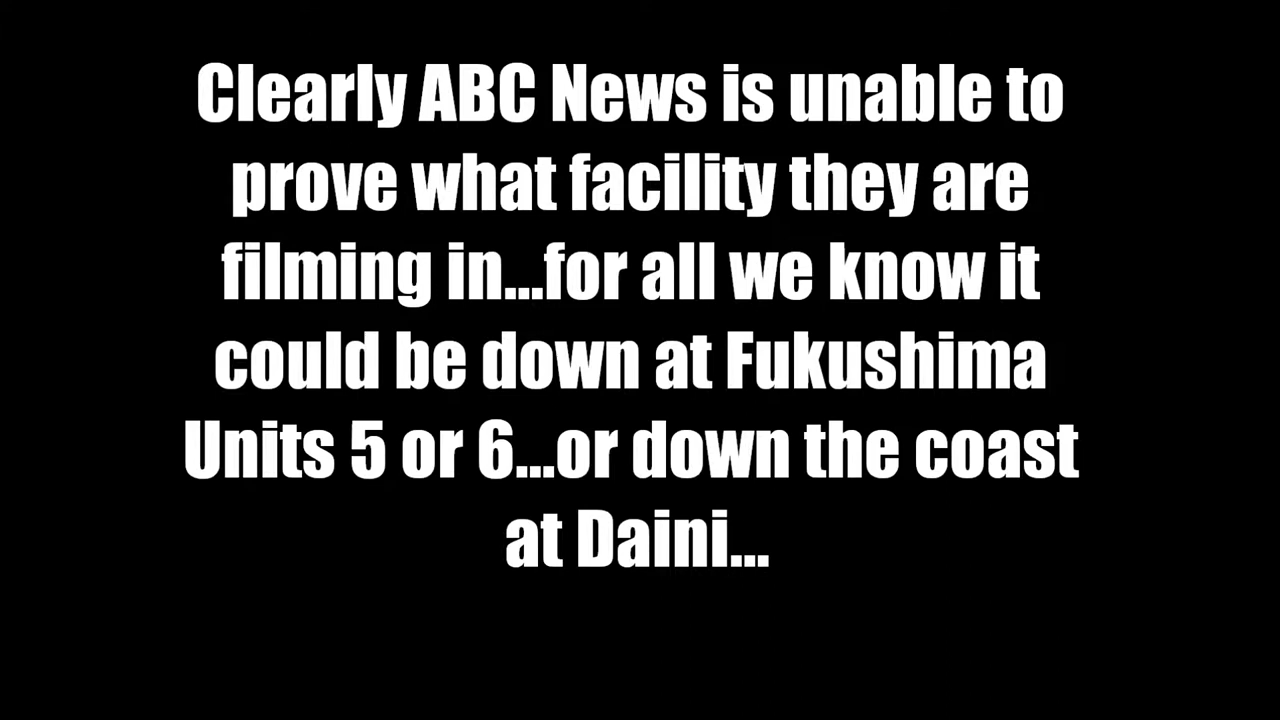 Clearly ABC News is unable to
prove what facility they are
filming in...for all we know it
could be down at Fukushima
Units 5 or 6...or down the coast
at Daini...